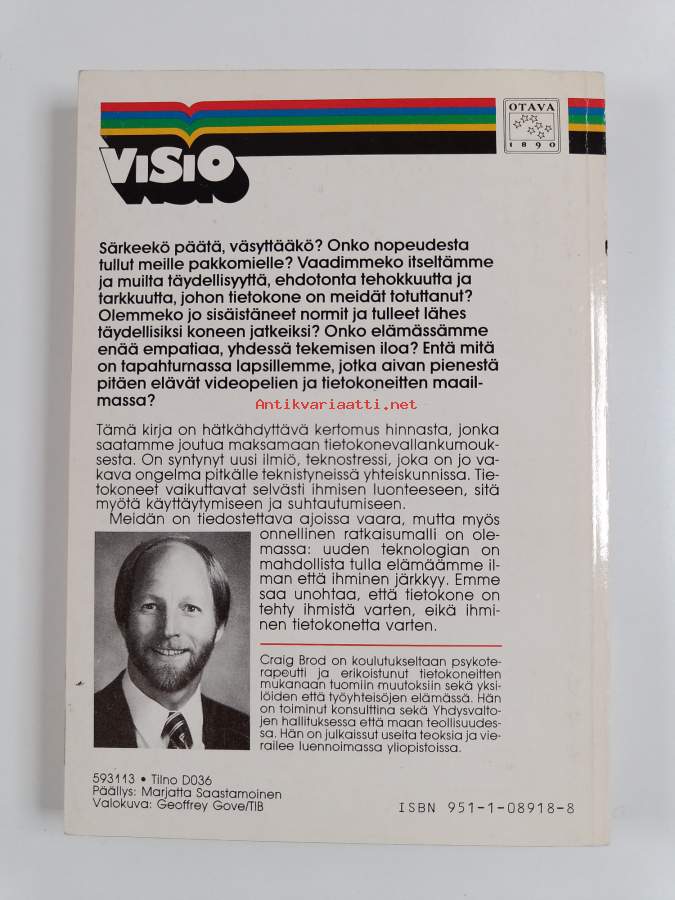 VISIO
OTAVA
1890
Särkeekö päätä, väsyttääkö? Onko nopeudesta
tullut meille pakkomielle? Vaadimmeko itseltämme
ja muilta täydellisyyttä, ehdotonta tehokkuutta ja
tarkkuutta, johon tietokone on meidät totuttanut?
Olemmeko jo sisäistäneet normit ja tulleet lähes
täydellisiksi koneen jatkeiksi? Onko elämässämme
enää empatiaa, yhdessä tekemisen iloa? Entä mitä
on tapahtumassa lapsillemme, jotka aivan pienestä
pitäen elävät videopelien ja tietokoneitten maail-
massa?
Antikvariaatti.net
Tämä kirja on hätkähdyttävä kertomus hinnasta, jonka
saatamme joutua maksamaan tietokonevallankumouk-
sesta. On syntynyt uusi ilmiö, teknostressi, joka on jo va-
kava ongelma pitkälle teknistyneissä yhteiskunnissa. Tie-
tokoneet vaikuttavat selvästi ihmisen luonteeseen, sitä
myötä käyttäytymiseen ja suhtautumiseen.
Meidän on tiedostettava ajoissa vaara, mutta myös
onnellinen ratkaisumalli on ole-
massa: uuden teknologian on
mahdollista tulla elämäämme il-
man että ihminen järkkyy. Emme
saa unohtaa, että tietokone on
tehty ihmistä varten, eikä ihmi-
nen tietokonetta varten.
Craig Brod on koulutukseltaan psykote-
rapeutti ja erikoistunut tietokoneitten
mukanaan tuomiin muutoksiin sekä yksi-
löiden että työyhteisöjen elämässä. Hän
on toiminut konsulttina sekä Yhdysvalto-
jen hallituksessa että maan teollisuudes-
sa. Hän on julkaissut useita teoksia ja vie-
railee luennoimassa yliopistoissa.
593113 • Tilno D036
Päällys: Marjatta Saastamoinen
Valokuva: Geoffrey Gove/TIB
ISBN 951-1-08918-8